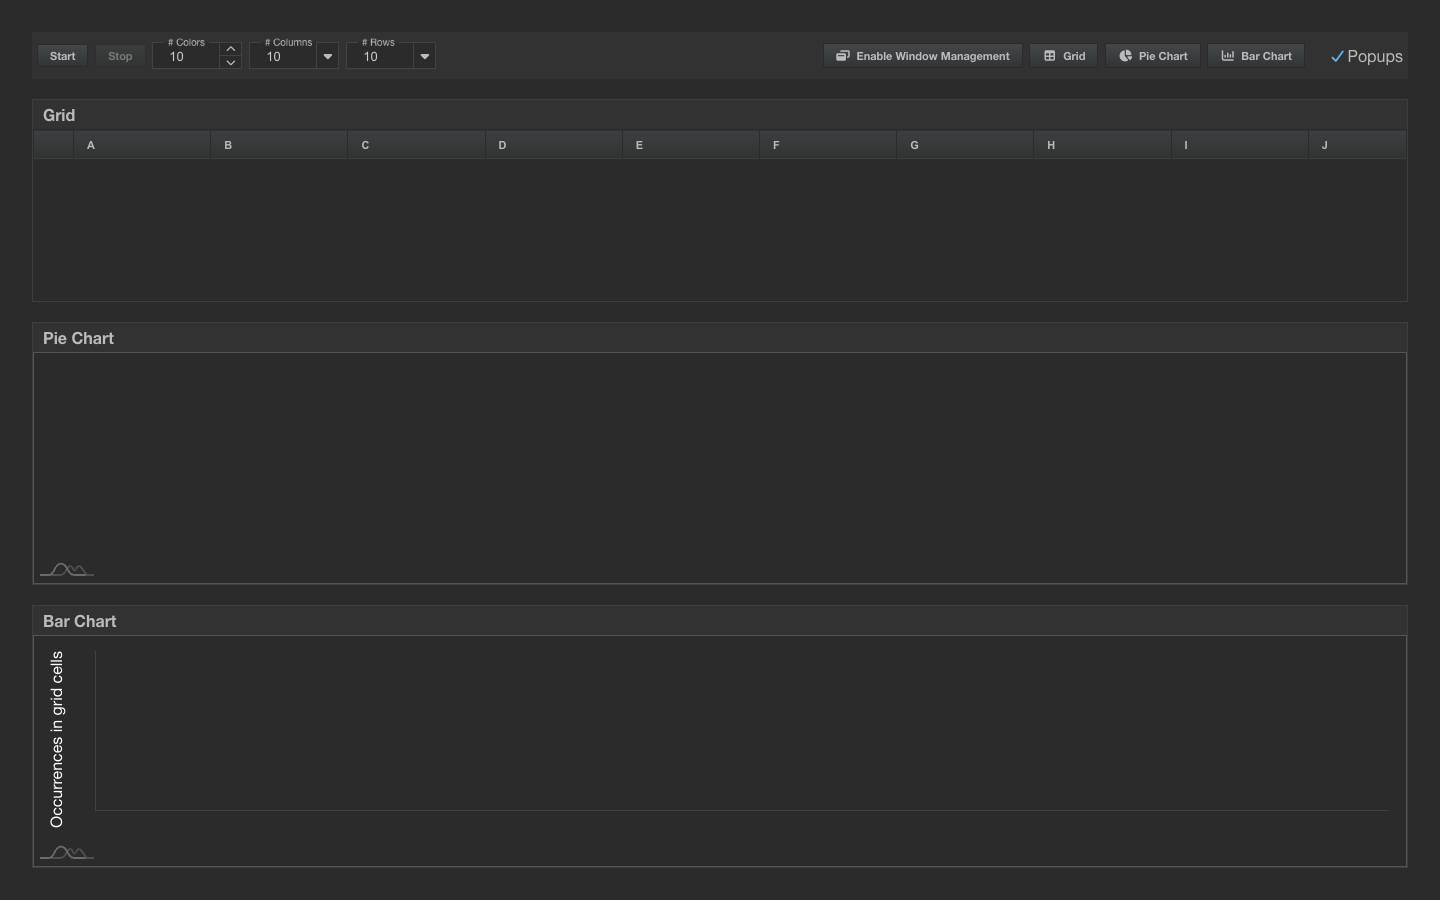 Start Stop # Colors 10 # Columns 10 # Rows 10 Enable Window Management Grid Pie Chart Bar Chart Popups
Grid
A B C D E F G H I J
Pie Chart
Bar Chart
Occurrences in grid cells